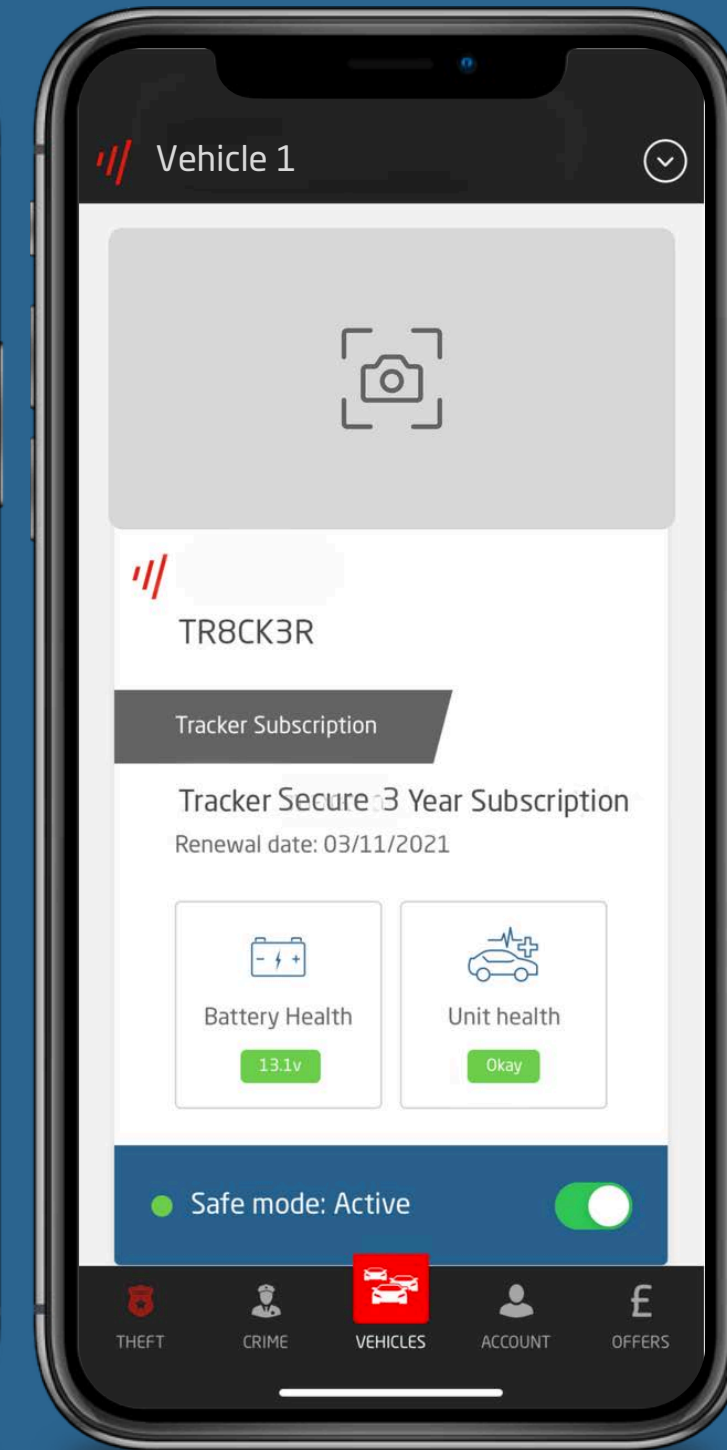 Vehicle 1
TR8CK3R
Tracker Subscription
Tracker Secure 3 Year Subscription
Renewal date: 03/11/2021
Battery Health
Unit health
13.1v
Okay
Safe mode: Active
THEFT
CRIME
VEHICLES
ACCOUNT
£
OFFERS